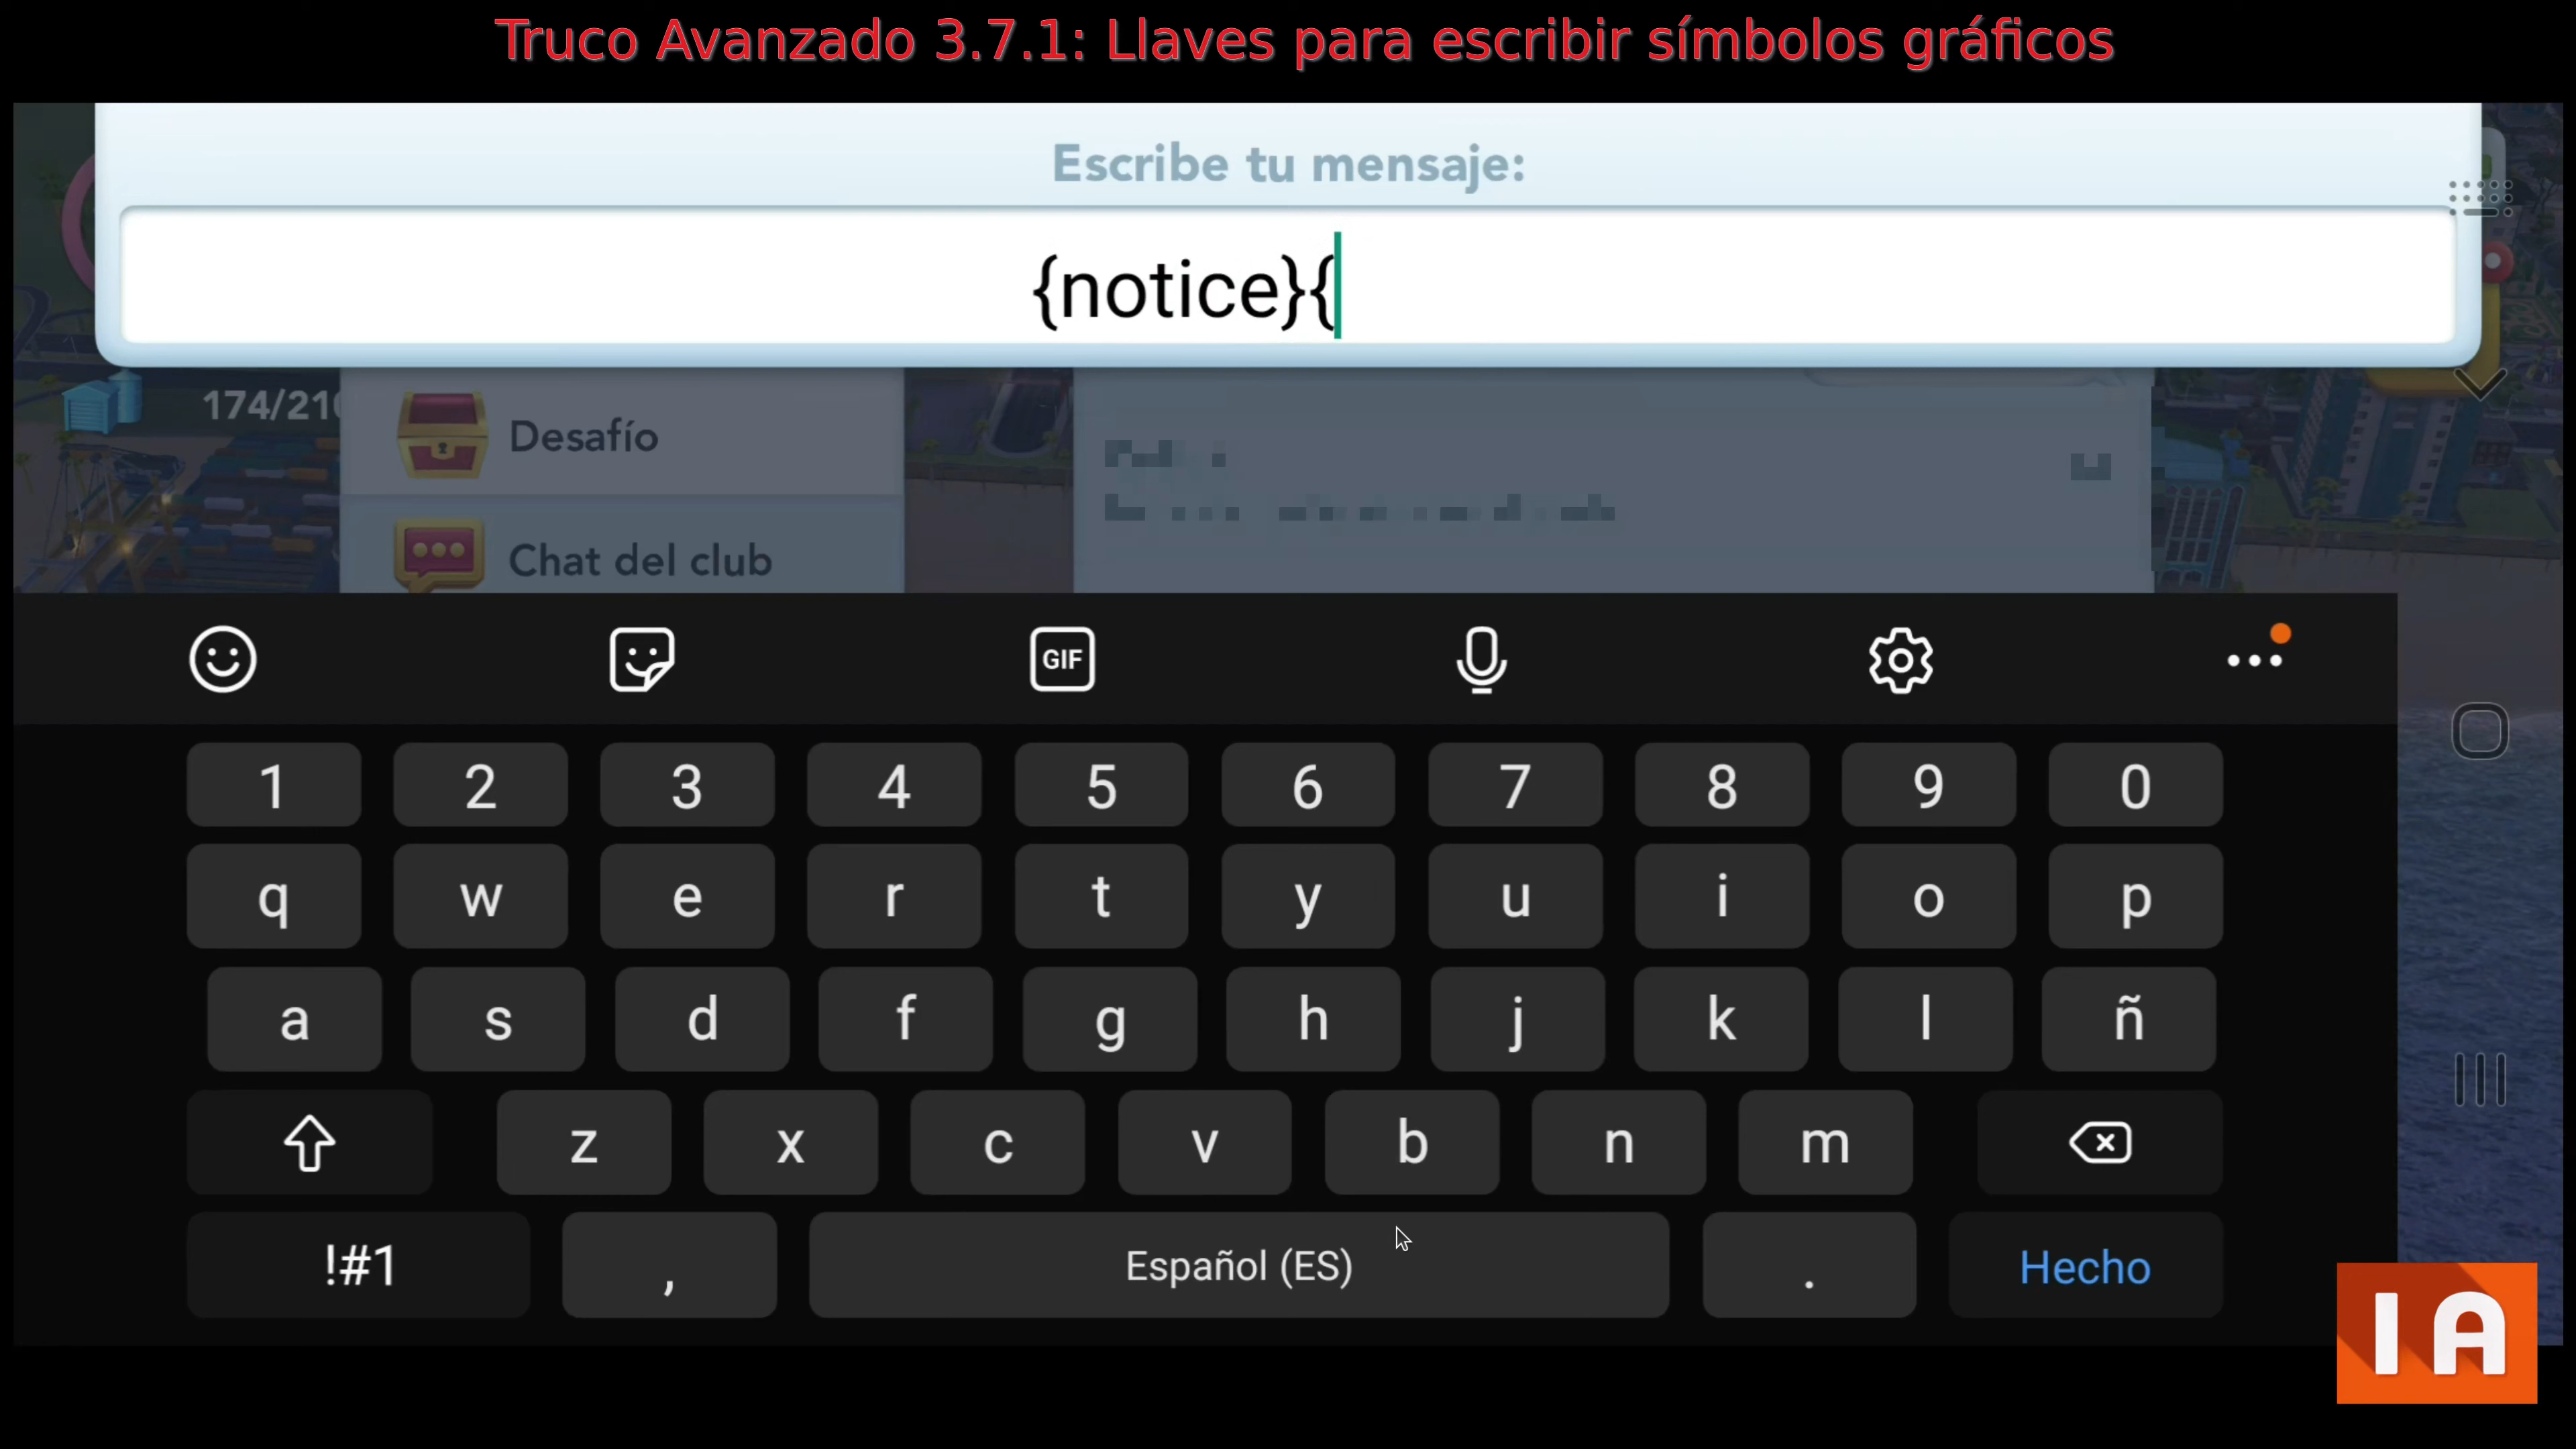 Truco Avanzado 3.7.1: Llaves para escribir símbolos gráficos
Escribe tu mensaje:
{notice}{
174/210
Desafío
Chat del club
GIF
1 2 3 4 5 6 7 8 9 0
q w e r t y u i o p
a s d f g h j k l ñ
z x c v b n m
!#1 , Español (ES) . Hecho
IA